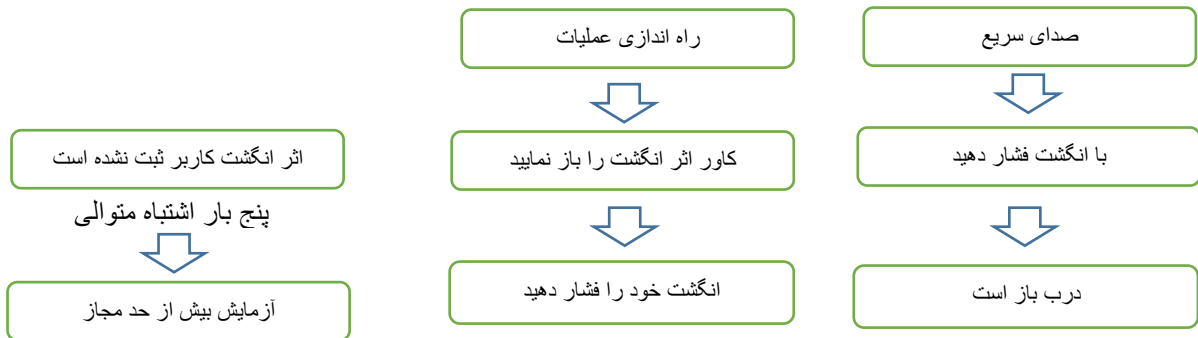 صدای سریع
با انگشت فشار دهید
درب باز است
راه اندازی عملیات
کاور اثر انگشت را باز نمایید
انگشت خود را فشار دهید
اثر انگشت کاربر ثبت نشده است
پنج بار اشتباه متوالی
آزمایش بیش از حد مجاز